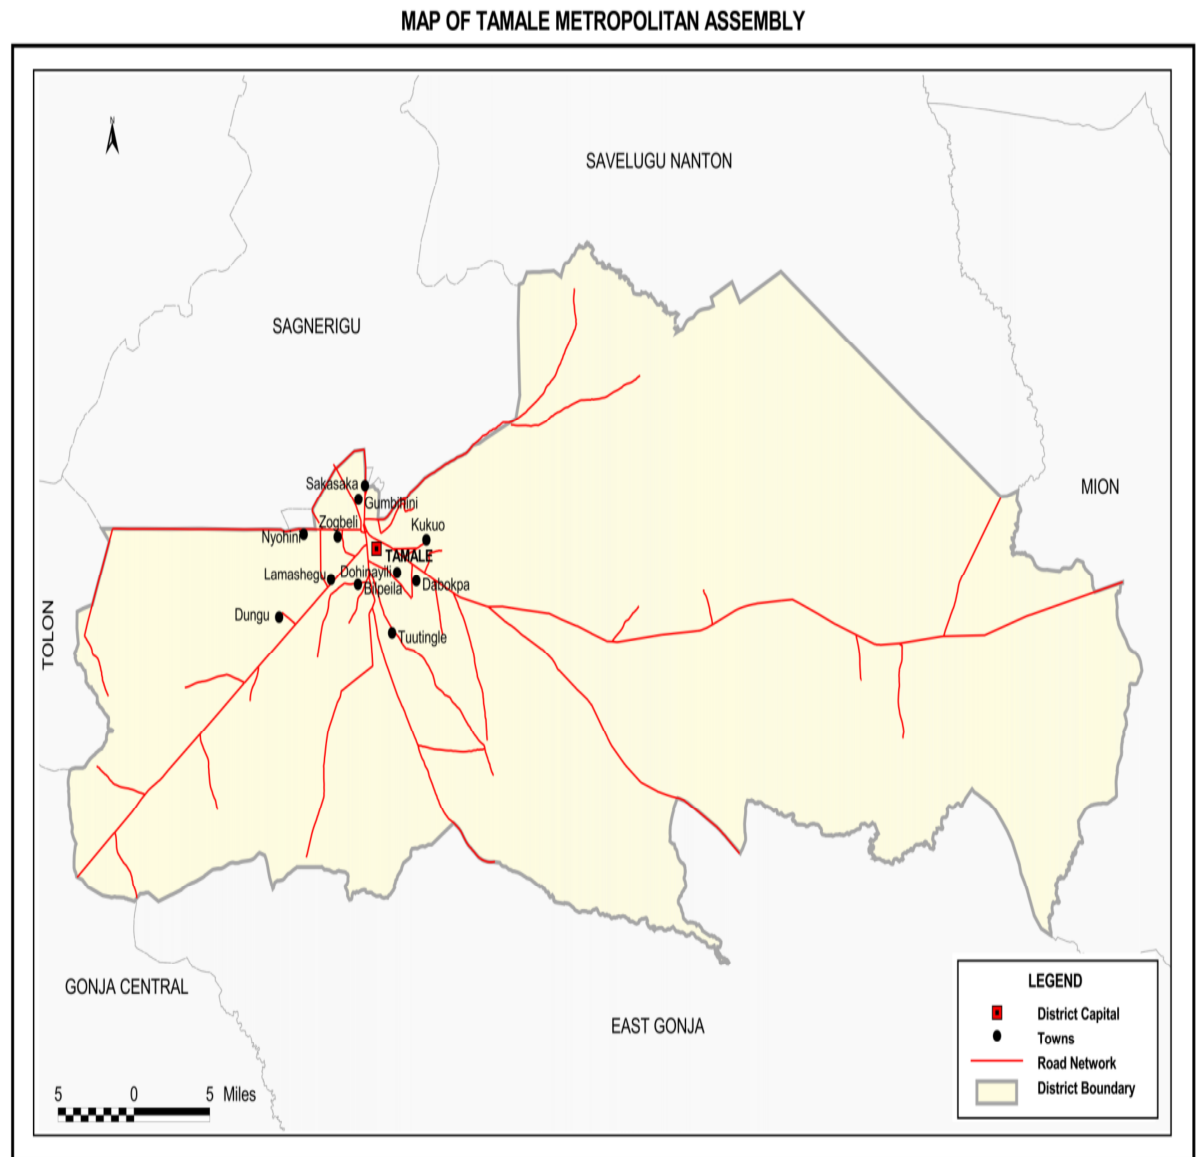 MAP OF TAMALE METROPOLITAN ASSEMBLY
N
SAVELUGU NANTON
SAGNERIGU
MION
Sakasaka
Gumbihini
Zogbeli
Kukuo
Nyohini
TAMALE
Lamashegu
Dohinayili
Bilpeila
Dabokpa
Dungu
Tuutingle
TOLON
GONJA CENTRAL
EAST GONJA
LEGEND
District Capital
Towns
Road Network
District Boundary
5 0 5 Miles